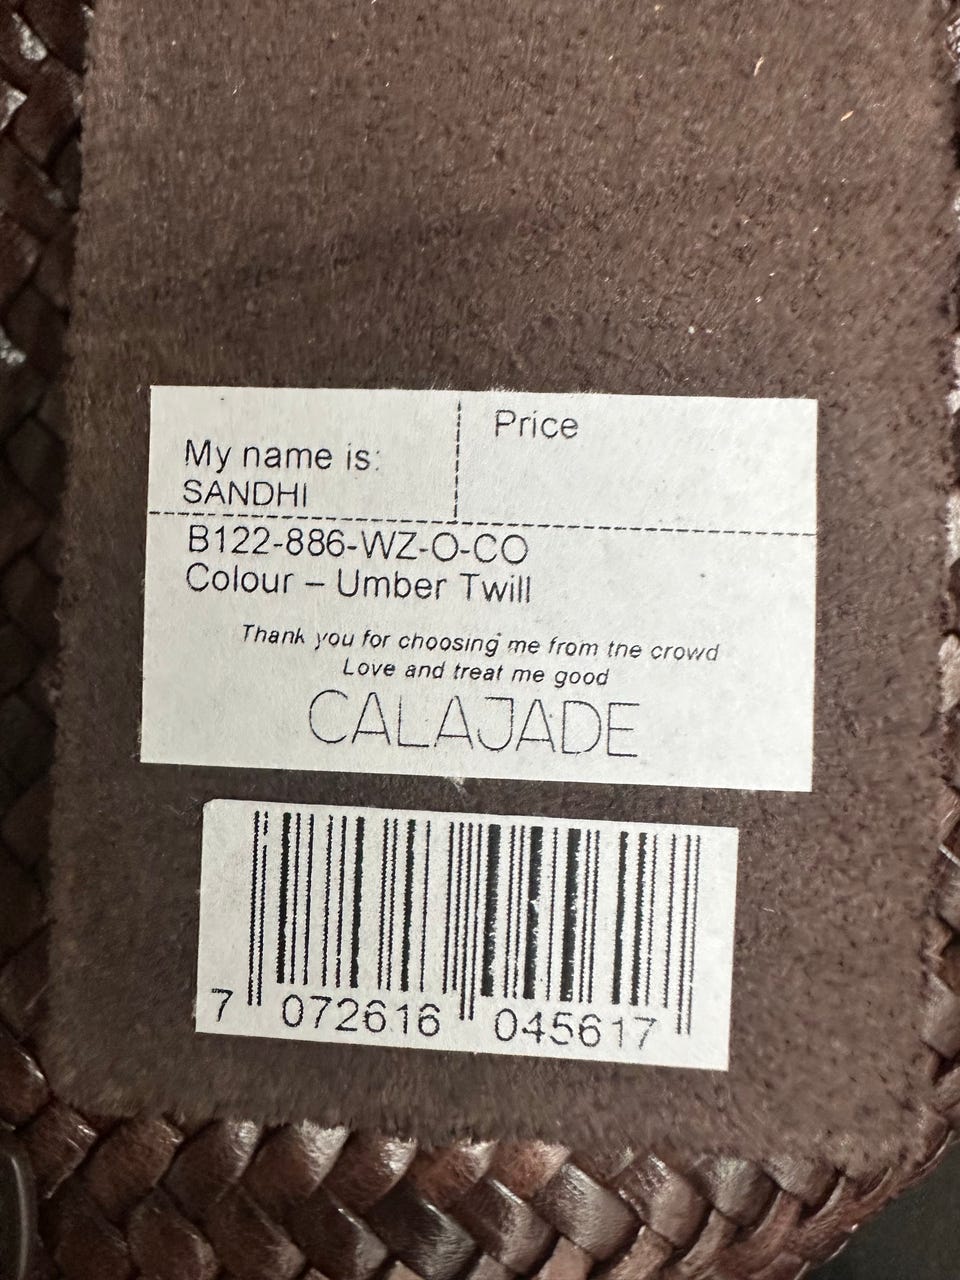 My name is:
SANDHI
Price
B122-886-WZ-O-CO
Colour – Umber Twill
Thank you for choosing me from the crowd
Love and treat me good
CALAJADE
7 072616 045617